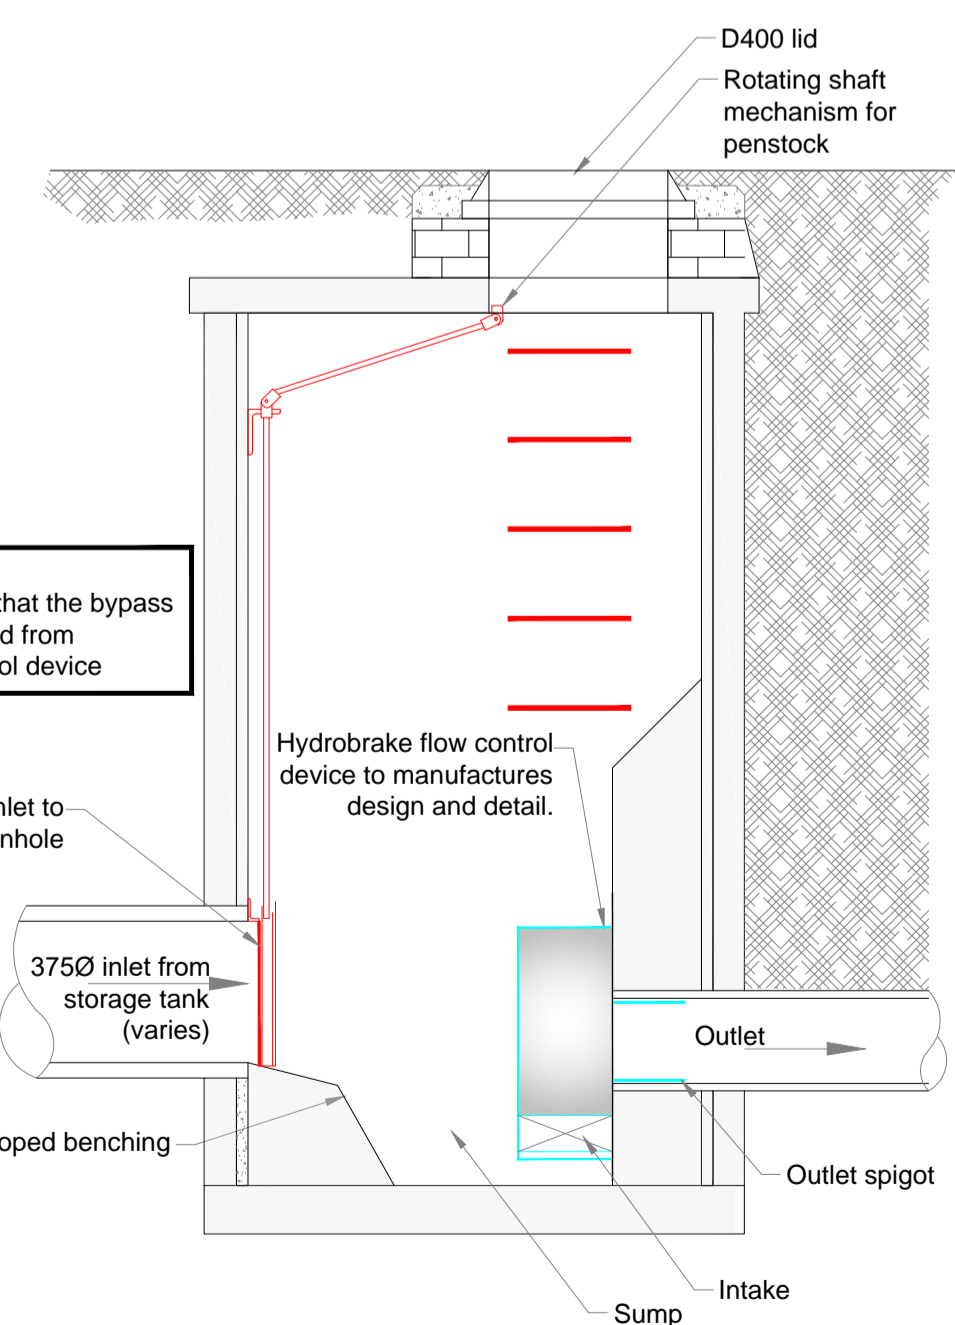 D400 lid
Rotating shaft
mechanism for
penstock
that the bypass
d from
ol device
Hydrobrake flow control
device to manufactures
design and detail.
nlet to
nhole
375Ø inlet from
storage tank
(varies)
Outlet
oped benching
Outlet spigot
Intake
Sump